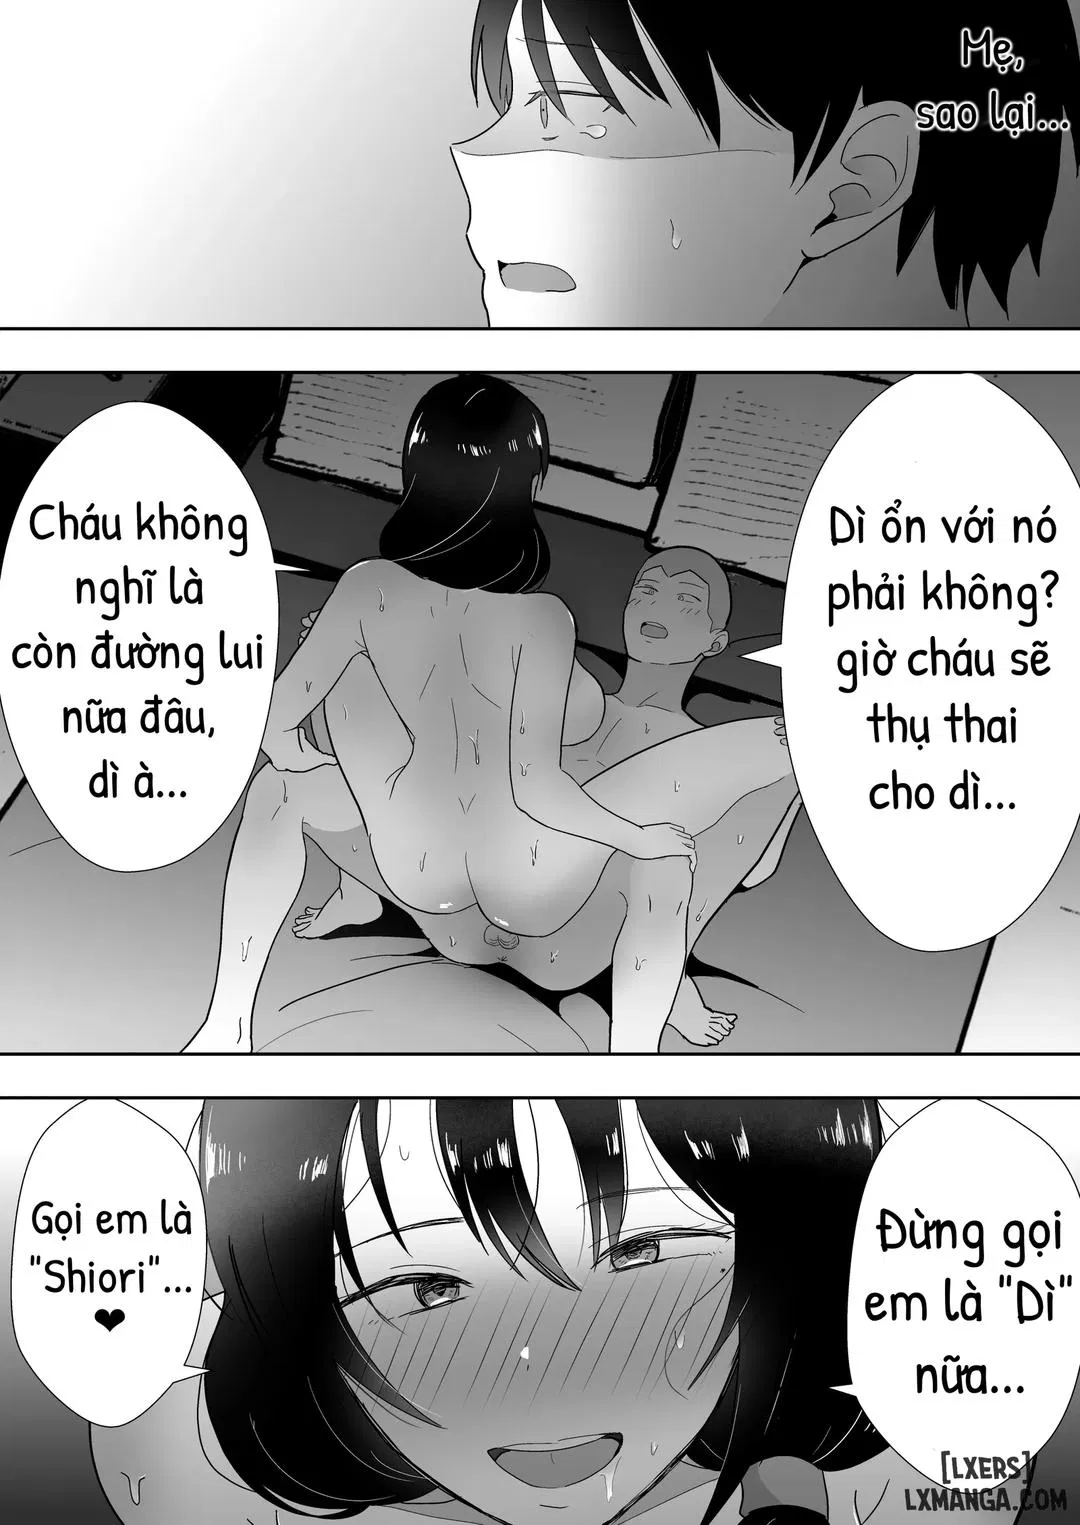 Mẹ,
sao lại...
Dì ổn với nó
phải không?
giờ cháu sẽ
thụ thai
cho dì...
Cháu không
nghĩ là
còn đường lui
nữa đâu,
dì à...
Đừng gọi
em là "Dì"
nữa...
Gọi em là
"Shiori"...
❤
[LXERS]
LXMANGA.COM